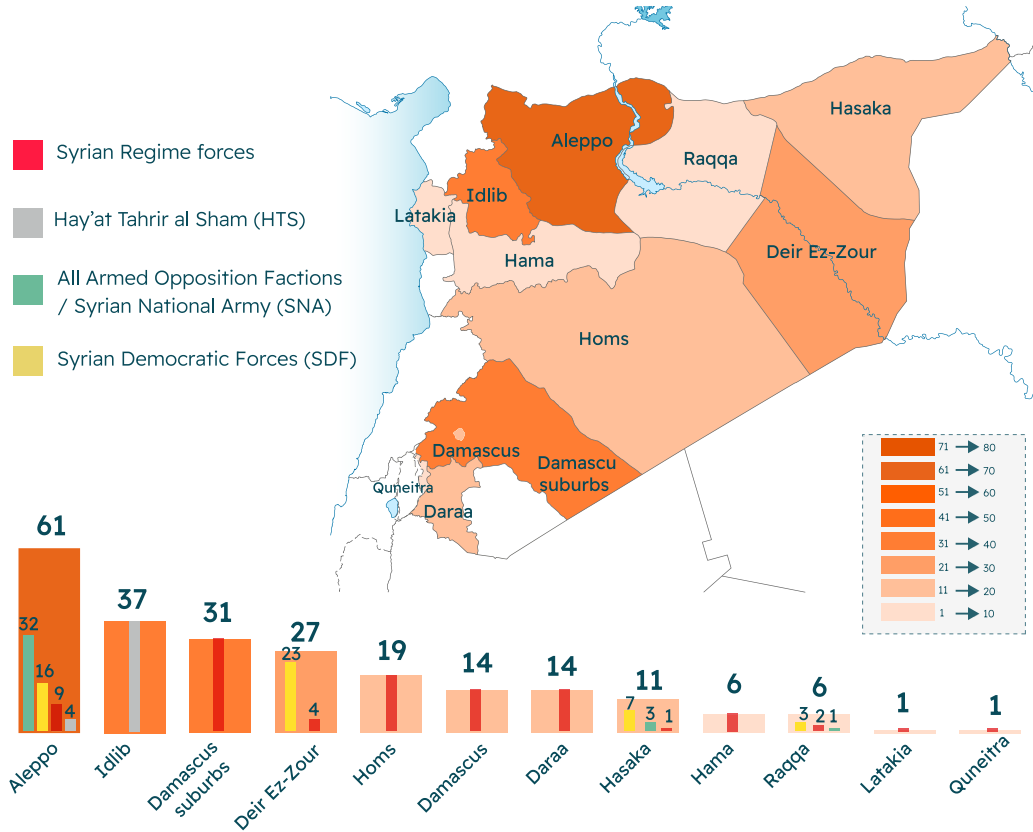 Syrian Regime forces
Hay'at Tahrir al Sham (HTS)
All Armed Opposition Factions
/ Syrian National Army (SNA)
Syrian Democratic Forces (SDF)
Aleppo
Raqqa
Hasaka
Idlib
Latakia
Hama
Deir Ez-Zour
Homs
Damascus
Damascu
suburbs
Quneitra
Daraa
71 80
61 70
51 60
41 50
31 40
21 30
11 20
1 10
61
32
16
9
4
37
31
27
23
4
19
14
14
11
7
3
1
6
6
3
2
1
1
1
Aleppo
Idlib
Damascus
suburbs
Deir Ez-Zour
Homs
Damascus
Daraa
Hasaka
Hama
Raqqa
Latakia
Quneitra